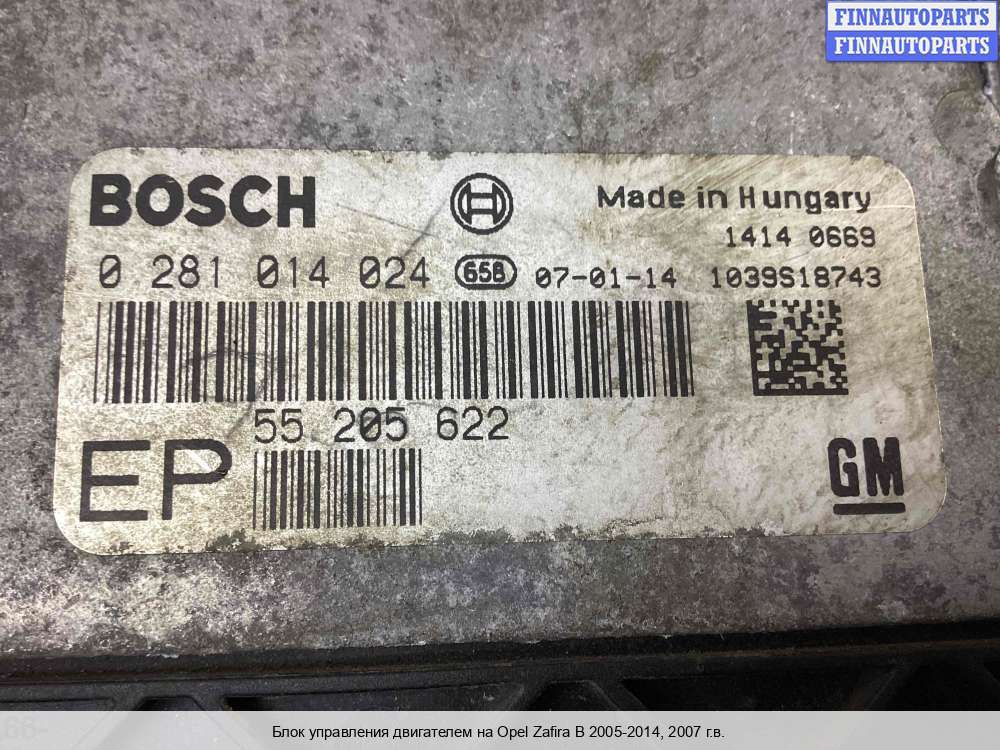 FINNAUTOPARTS
FINNAUTOPARTS
BOSCH
Made in Hungary
1414 0669
0 281 014 024 65B 07-01-14 1039S18743
55 205 622
EP
GM
Блок управления двигателем на Opel Zafira B 2005-2014, 2007 г.в.